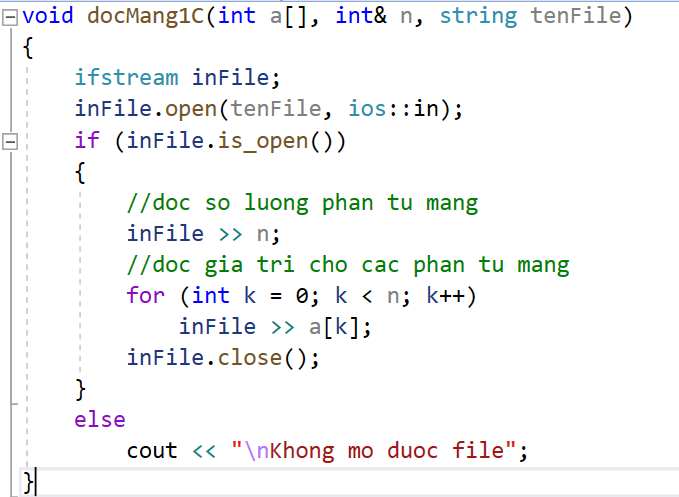 void docMang1C(int a[], int& n, string tenFile)
{
    ifstream inFile;
    inFile.open(tenFile, ios::in);
    if (inFile.is_open())
    {
        //doc so luong phan tu mang
        inFile >> n;
        //doc gia tri cho cac phan tu mang
        for (int k = 0; k < n; k++)
            inFile >> a[k];
        inFile.close();
    }
    else
        cout << "\nKhong mo duoc file";
}